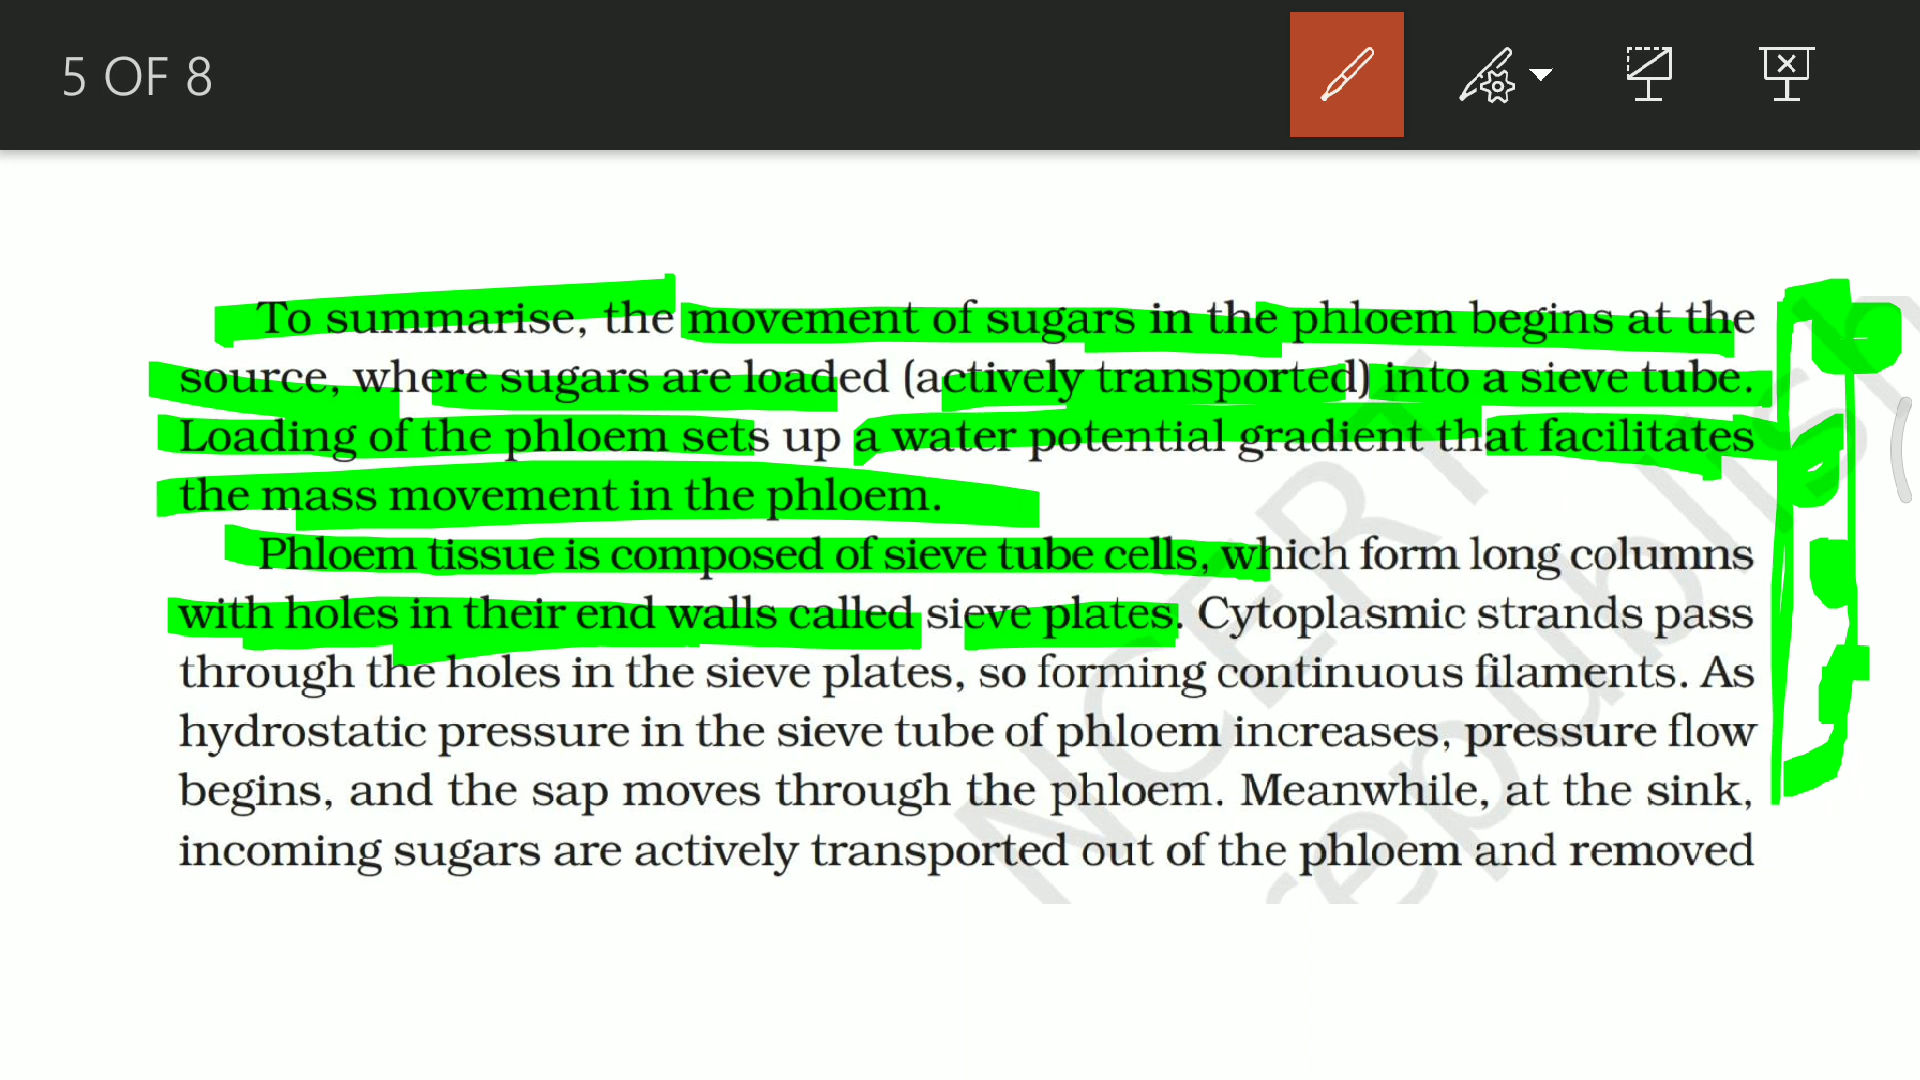 5 OF 8
To summarise, the movement of sugars in the phloem begins at the
source, where sugars are loaded (actively transported) into a sieve tube.
Loading of the phloem sets up a water potential gradient that facilitates
the mass movement in the phloem.
Phloem tissue is composed of sieve tube cells, which form long columns
with holes in their end walls called sieve plates. Cytoplasmic strands pass
through the holes in the sieve plates, so forming continuous filaments. As
hydrostatic pressure in the sieve tube of phloem increases, pressure flow
begins, and the sap moves through the phloem. Meanwhile, at the sink,
incoming sugars are actively transported out of the phloem and removed
NCERT
republish